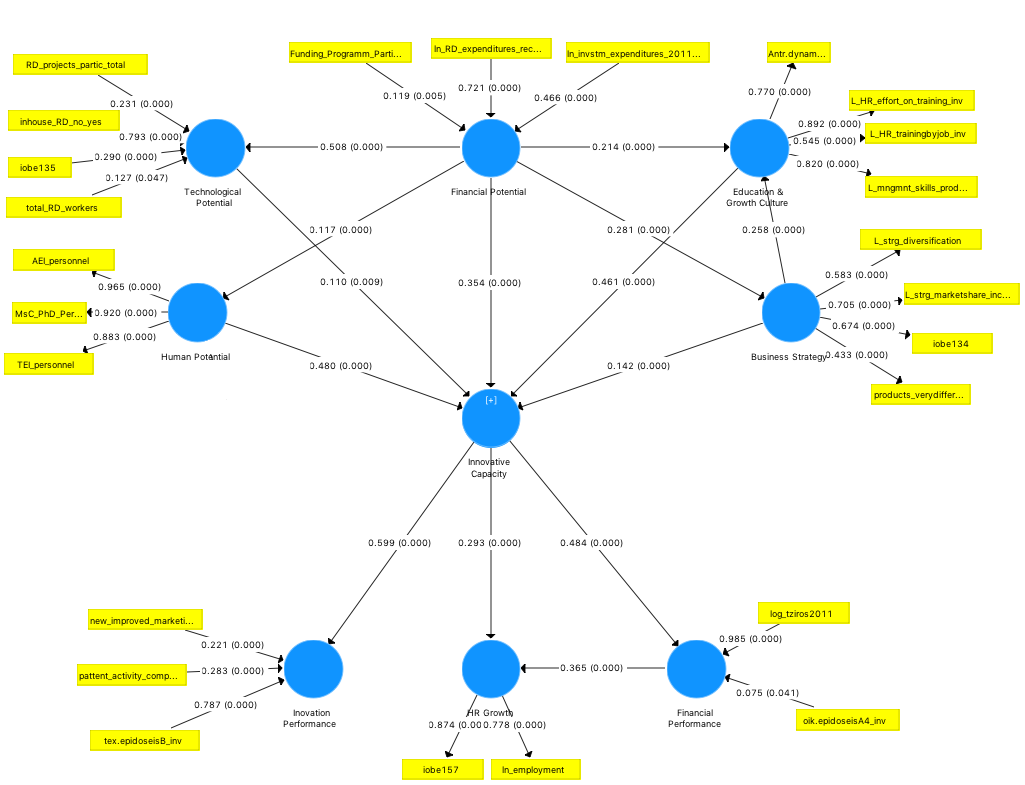 Funding_Programm_Parti...
ln_RD_expenditures_rec...
ln_invstm_expenditures_2011...
Antr.dynam...
RD_projects_partic_total
0.119 (0.005)
0.721 (0.000)
0.466 (0.000)
0.770 (0.000)
L_HR_effort_on_training_inv
0.231 (0.000)
inhouse_RD_no_yes
0.892 (0.000)
L_HR_trainingbyjob_inv
0.793 (0.000)
0.545 (0.000)
0.290 (0.000)
0.508 (0.000)
0.214 (0.000)
0.820 (0.000)
iobe135
0.127 (0.047)
L_mngmnt_skills_prod...
total_RD_workers
Technological
Potential
Financial Potential
Education &
Growth Culture
0.117 (0.000)
0.281 (0.000)
0.258 (0.000)
L_strg_diversification
AEI_personnel
0.965 (0.000)
0.110 (0.009)
0.354 (0.000)
0.461 (0.000)
0.583 (0.000)
L_strg_marketshare_inc...
MsC_PhD_Per...
0.920 (0.000)
0.705 (0.000)
0.883 (0.000)
0.674 (0.000)
iobe134
TEI_personnel
Human Potential
Business Strategy
0.433 (0.000)
0.480 (0.000)
0.142 (0.000)
products_verydiffer...
[+]
Innovative
Capacity
0.599 (0.000)
0.293 (0.000)
0.484 (0.000)
new_improved_marketi...
log_tziros2011
0.221 (0.000)
0.985 (0.000)
pattent_activity_comp...
0.283 (0.000)
0.365 (0.000)
0.787 (0.000)
0.075 (0.041)
Inovation
Performance
HR Growth
Financial
Performance
oik.epidoseisA4_inv
0.874 (0.00
0.778 (0.000)
tex.epidoseisB_inv
iobe157
ln_employment